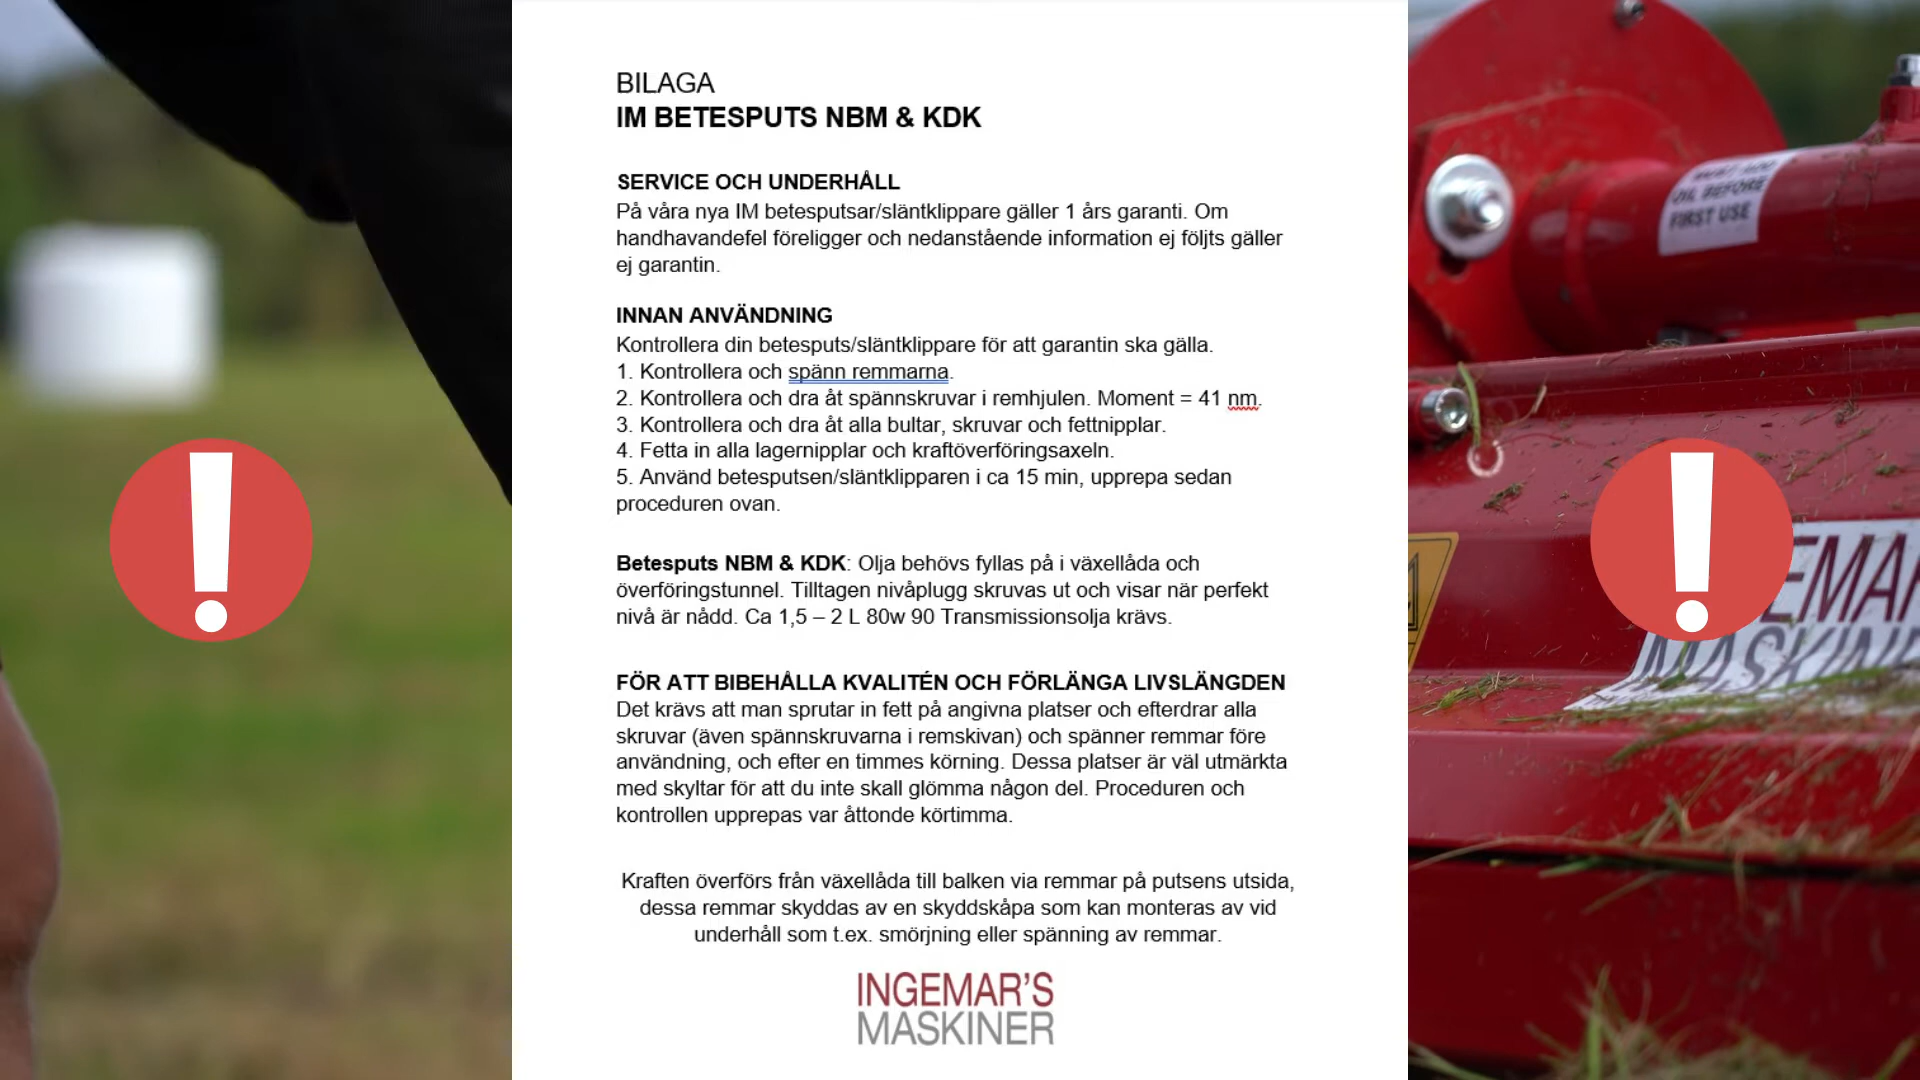 BILAGA
IM BETESPUTS NBM & KDK
SERVICE OCH UNDERHÅLL
På våra nya IM betesputsar/släntklippare gäller 1 års garanti. Om
handhavandefel föreligger och nedanstående information ej följts gäller
ej garantin.
INNAN ANVÄNDNING
Kontrollera din betesputs/släntklippare för att garantin ska gälla.
1. Kontrollera och spänn remmarna.
2. Kontrollera och dra åt spännskruvar i remhjulen. Moment = 41 nm.
3. Kontrollera och dra åt alla bultar, skruvar och fettnipplar.
4. Fetta in alla lagernipplar och kraftöverföringsaxeln.
5. Använd betesputsen/släntklipparen i ca 15 min, upprepa sedan
proceduren ovan.
Betesputs NBM & KDK: Olja behövs fyllas på i växellåda och
överföringstunnel. Tilltagen nivåplugg skruvas ut och visar när perfekt
nivå är nådd. Ca 1,5 – 2 L 80w 90 Transmissionsolja krävs.
FÖR ATT BIBEHÅLLA KVALITÉN OCH FÖRLÄNGA LIVSLÄNGDEN
Det krävs att man sprutar in fett på angivna platser och efterdrar alla
skruvar (även spännskruvarna i remskivan) och spänner remmar före
användning, och efter en timmes körning. Dessa platser är väl utmärkta
med skyltar för att du inte skall glömma någon del. Proceduren och
kontrollen upprepas var åttonde körtimma.
Kraften överförs från växellåda till balken via remmar på putsens utsida,
dessa remmar skyddas av en skyddskåpa som kan monteras av vid
underhåll som t.ex. smörjning eller spänning av remmar.
INGEMAR'S
MASKINER
OIL BEFORE
FIRST USE
EMAR
MASKINER